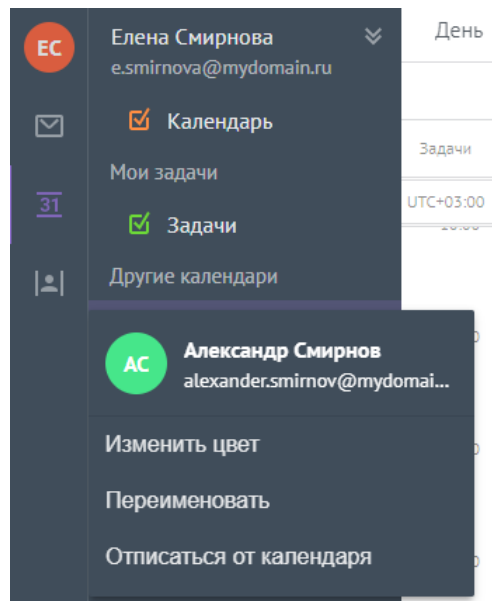 ЕС
Елена Смирнова
День
e.smirnova@mydomain.ru
Календарь
Задачи
Мои задачи
31
UTC+03:00
Задачи
Другие календари
АС
Александр Смирнов
alexander.smirnov@mydomai...
Изменить цвет
Переименовать
Отписаться от календаря